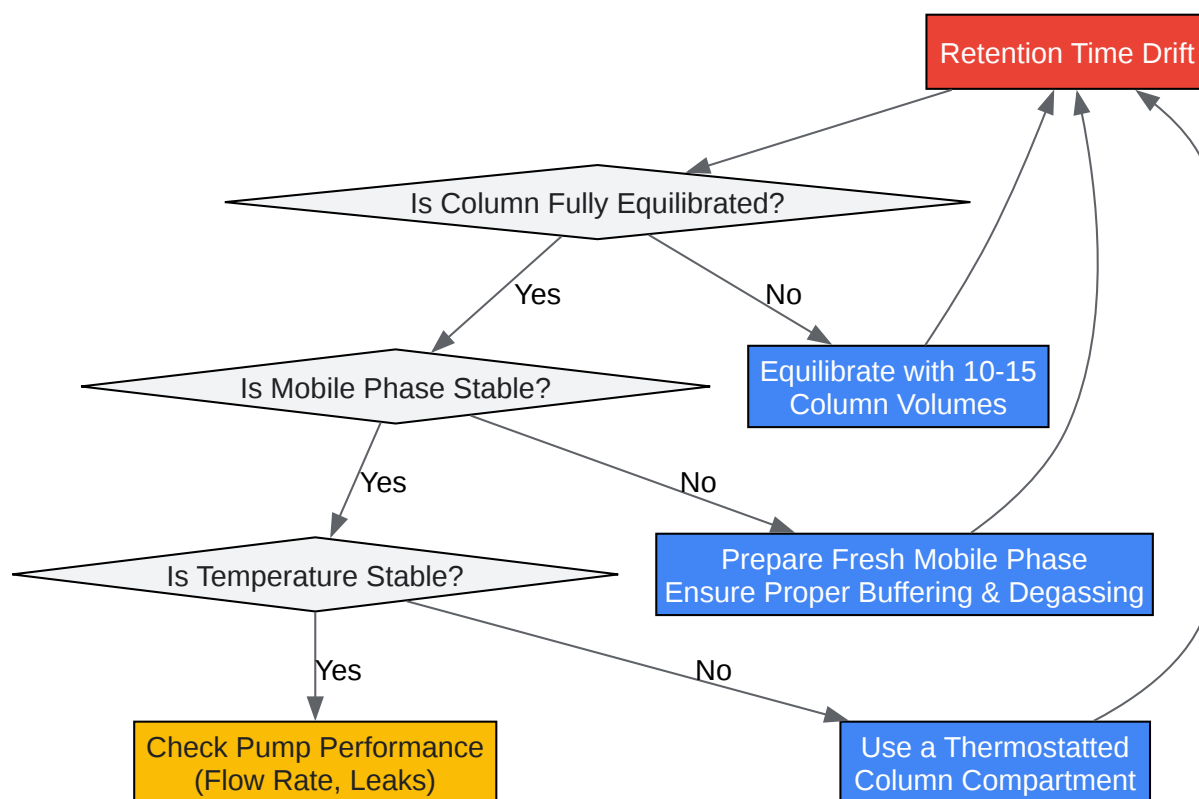 Retention Time Drift
Is Column Fully Equilibrated?
Yes
No
Is Mobile Phase Stable?
Equilibrate with 10-15
Column Volumes
Yes
No
Is Temperature Stable?
Prepare Fresh Mobile Phase
Ensure Proper Buffering & Degassing
Yes
No
Check Pump Performance
(Flow Rate, Leaks)
Use a Thermostatted
Column Compartment